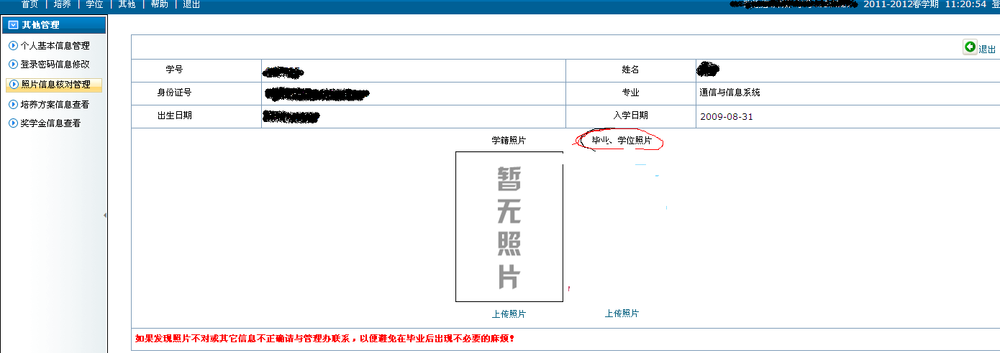 首页 | 培养 | 学位 | 其他 | 帮助 | 退出
2011-2012春学期 11:20:54 登
其他管理
个人基本信息管理
登录密码信息修改
照片信息核对管理
培养方案信息查看
奖学金信息查看
退出
学号 姓名
身份证号 专业 通信与信息系统
出生日期 入学日期 2009-08-31
学籍照片 毕业、学位照片
暂
无
照
片
上传照片 上传照片
如果发现照片不对或其它信息不正确请与管理办联系，以便避免在毕业后出现不必要的麻烦！